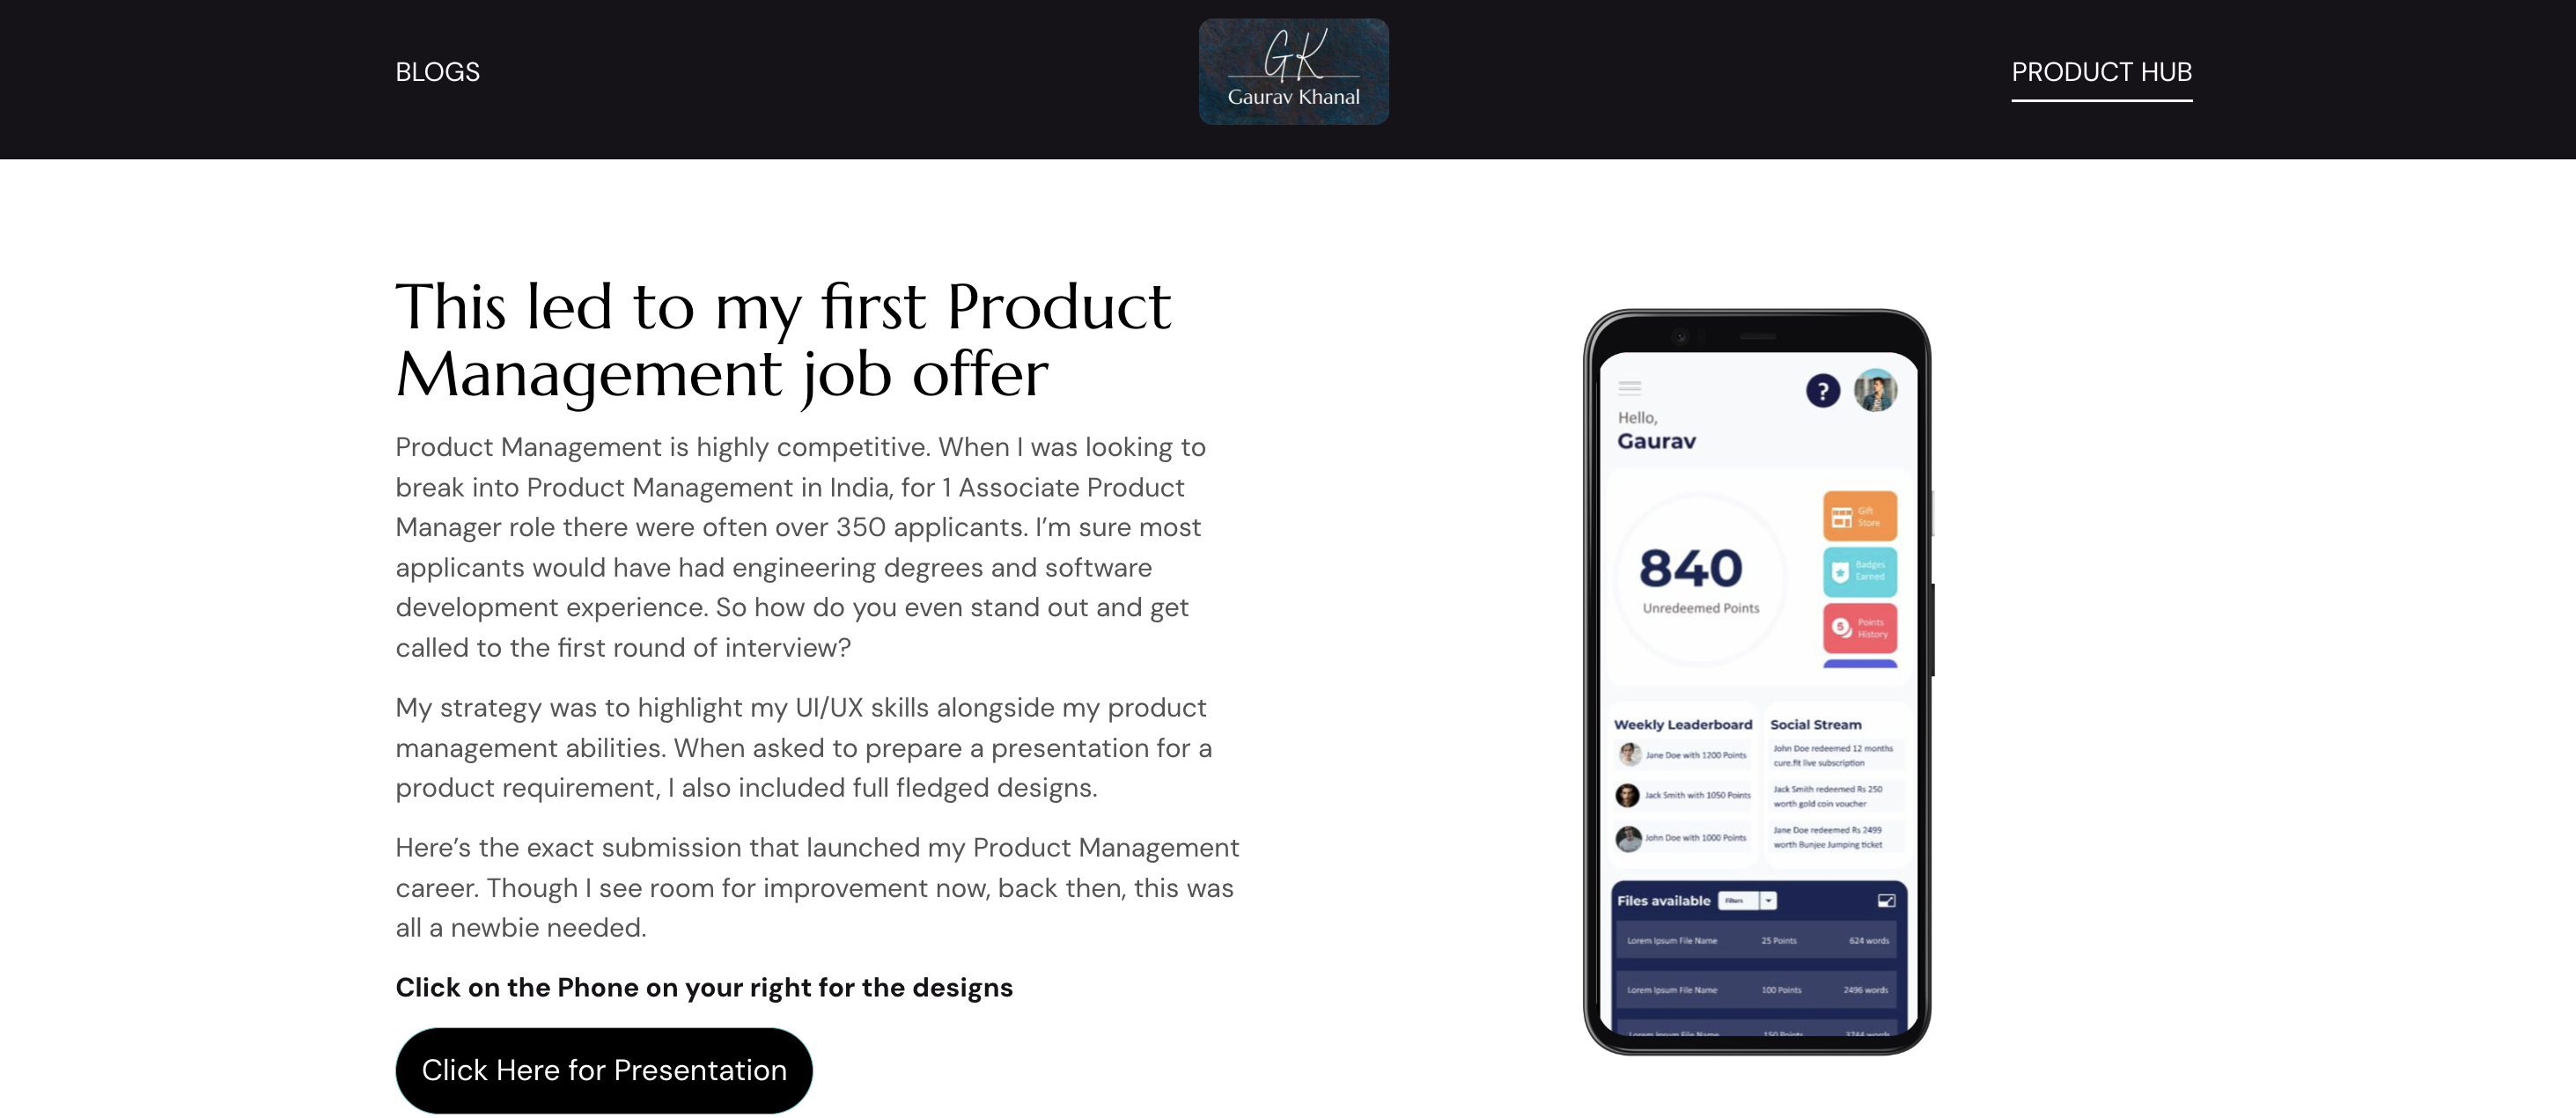 BLOGS
GK
Gaurav Khanal
PRODUCT HUB
This led to my first Product
Management job offer
Product Management is highly competitive. When I was looking to
break into Product Management in India, for 1 Associate Product
Manager role there were often over 350 applicants. I’m sure most
applicants would have had engineering degrees and software
development experience. So how do you even stand out and get
called to the first round of interview?
My strategy was to highlight my UI/UX skills alongside my product
management abilities. When asked to prepare a presentation for a
product requirement, I also included full fledged designs.
Here’s the exact submission that launched my Product Management
career. Though I see room for improvement now, back then, this was
all a newbie needed.
Click on the Phone on your right for the designs
Click Here for Presentation
?
Hello,
Gaurav
840
Unredeemed Points
Gift
Store
Badges
Earned
5
Points
History
Weekly Leaderboard
Jane Doe with 1200 Points
Jack Smith with 1050 Points
John Doe with 1000 Points
Social Stream
John Doe redeemed 12 months
cure.fit live subscription
Jack Smith redeemed Rs 250
worth gold coin voucher
Jane Doe redeemed Rs 2499
worth Bunjee Jumping ticket
Files available Filters
Lorem Ipsum File Name 25 Points 624 words
Lorem Ipsum File Name 100 Points 2496 words
Lorem Ipsum File Name 150 Points 3744 words